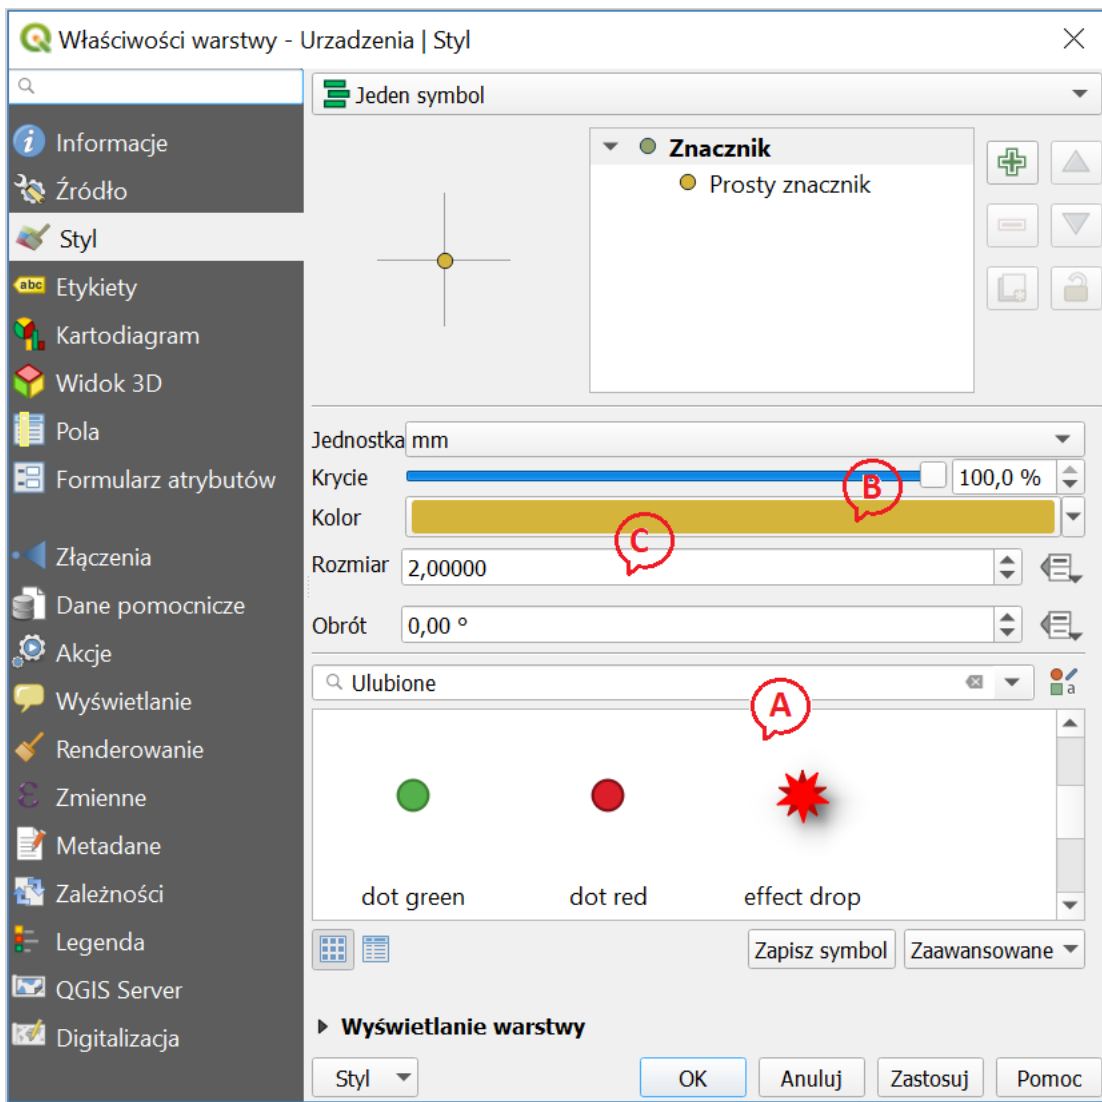 Właściwości warstwy - Urzadzenia | Styl
Informacje
Źródło
Styl
Etykiety
Kartodiagram
Widok 3D
Pola
Formularz atrybutów
Złączenia
Dane pomocnicze
Akcje
Wyświetlanie
Renderowanie
Zmienne
Metadane
Zależności
Legenda
QGIS Server
Digitalizacja
Jeden symbol
Znacznik
Prosty znacznik
Jednostka mm
Krycie 100,0 %
B
Kolor
C
Rozmiar 2,00000
Obrót 0,00 °
Ulubione
A
dot green dot red effect drop
Zapisz symbol Zaawansowane
Wyświetlanie warstwy
Styl OK Anuluj Zastosuj Pomoc